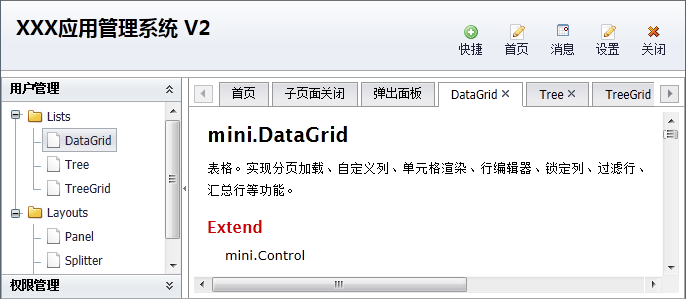 XXX应用管理系统 V2
快捷 首页 消息 设置 关闭
用户管理
Lists
DataGrid
Tree
TreeGrid
Layouts
Panel
Splitter
权限管理
首页 子页面关闭 弹出面板 DataGrid Tree TreeGrid
mini.DataGrid
表格。实现分页加载、自定义列、单元格渲染、行编辑器、锁定列、过滤行、
汇总行等功能。
Extend
mini.Control